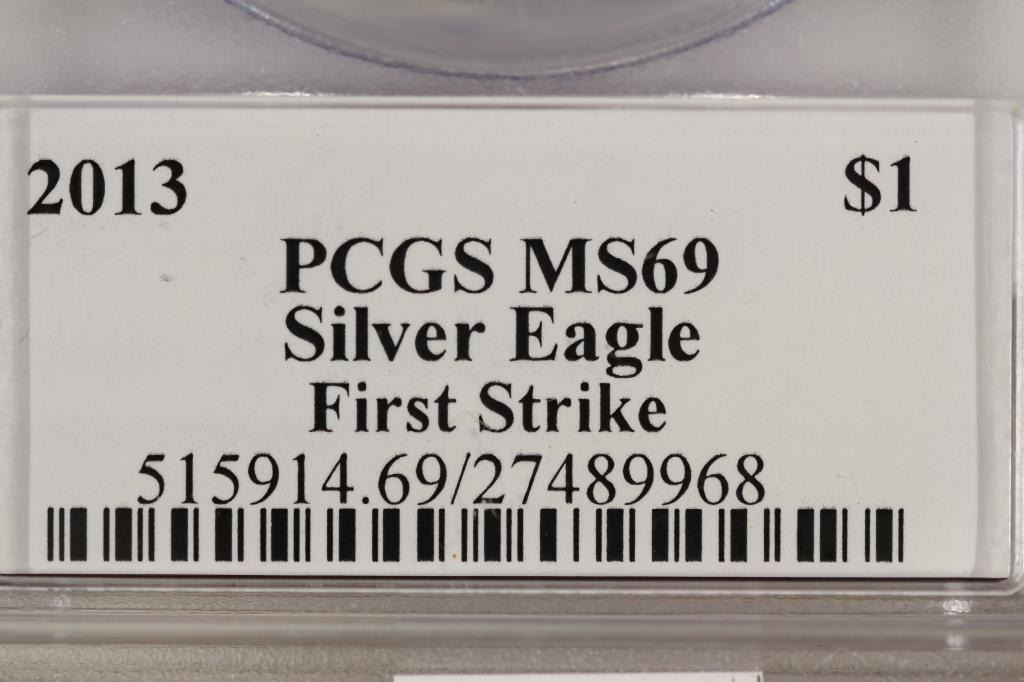 2013 $1
PCGS MS69
Silver Eagle
First Strike
515914.69/27489968